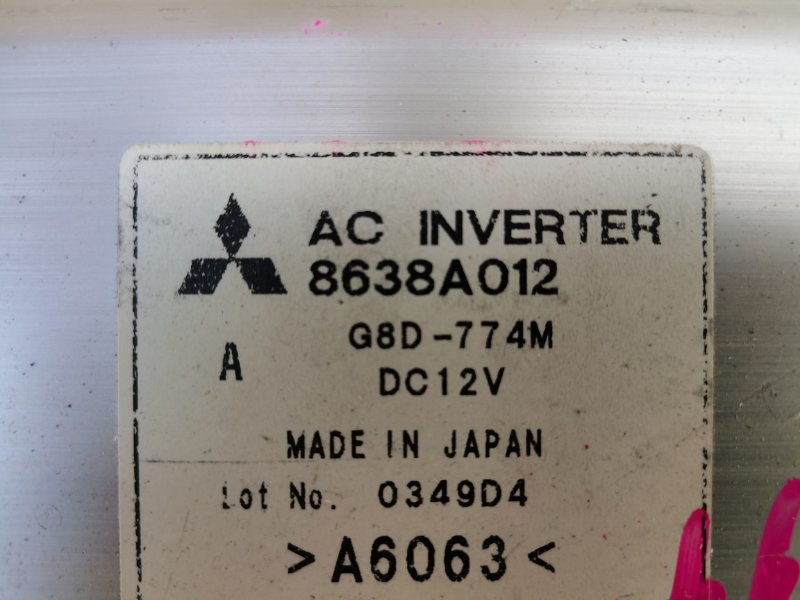 AC INVERTER
8638A012
G8D-774M
A
DC12V
MADE IN JAPAN
Lot No. 0349D4
>A6063<